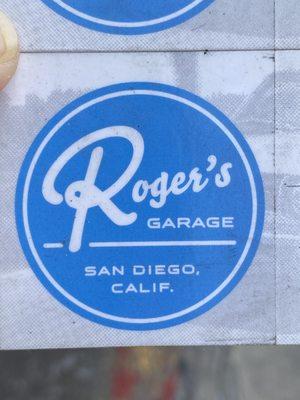 Roger's
GARAGE
SAN DIEGO,
CALIF.